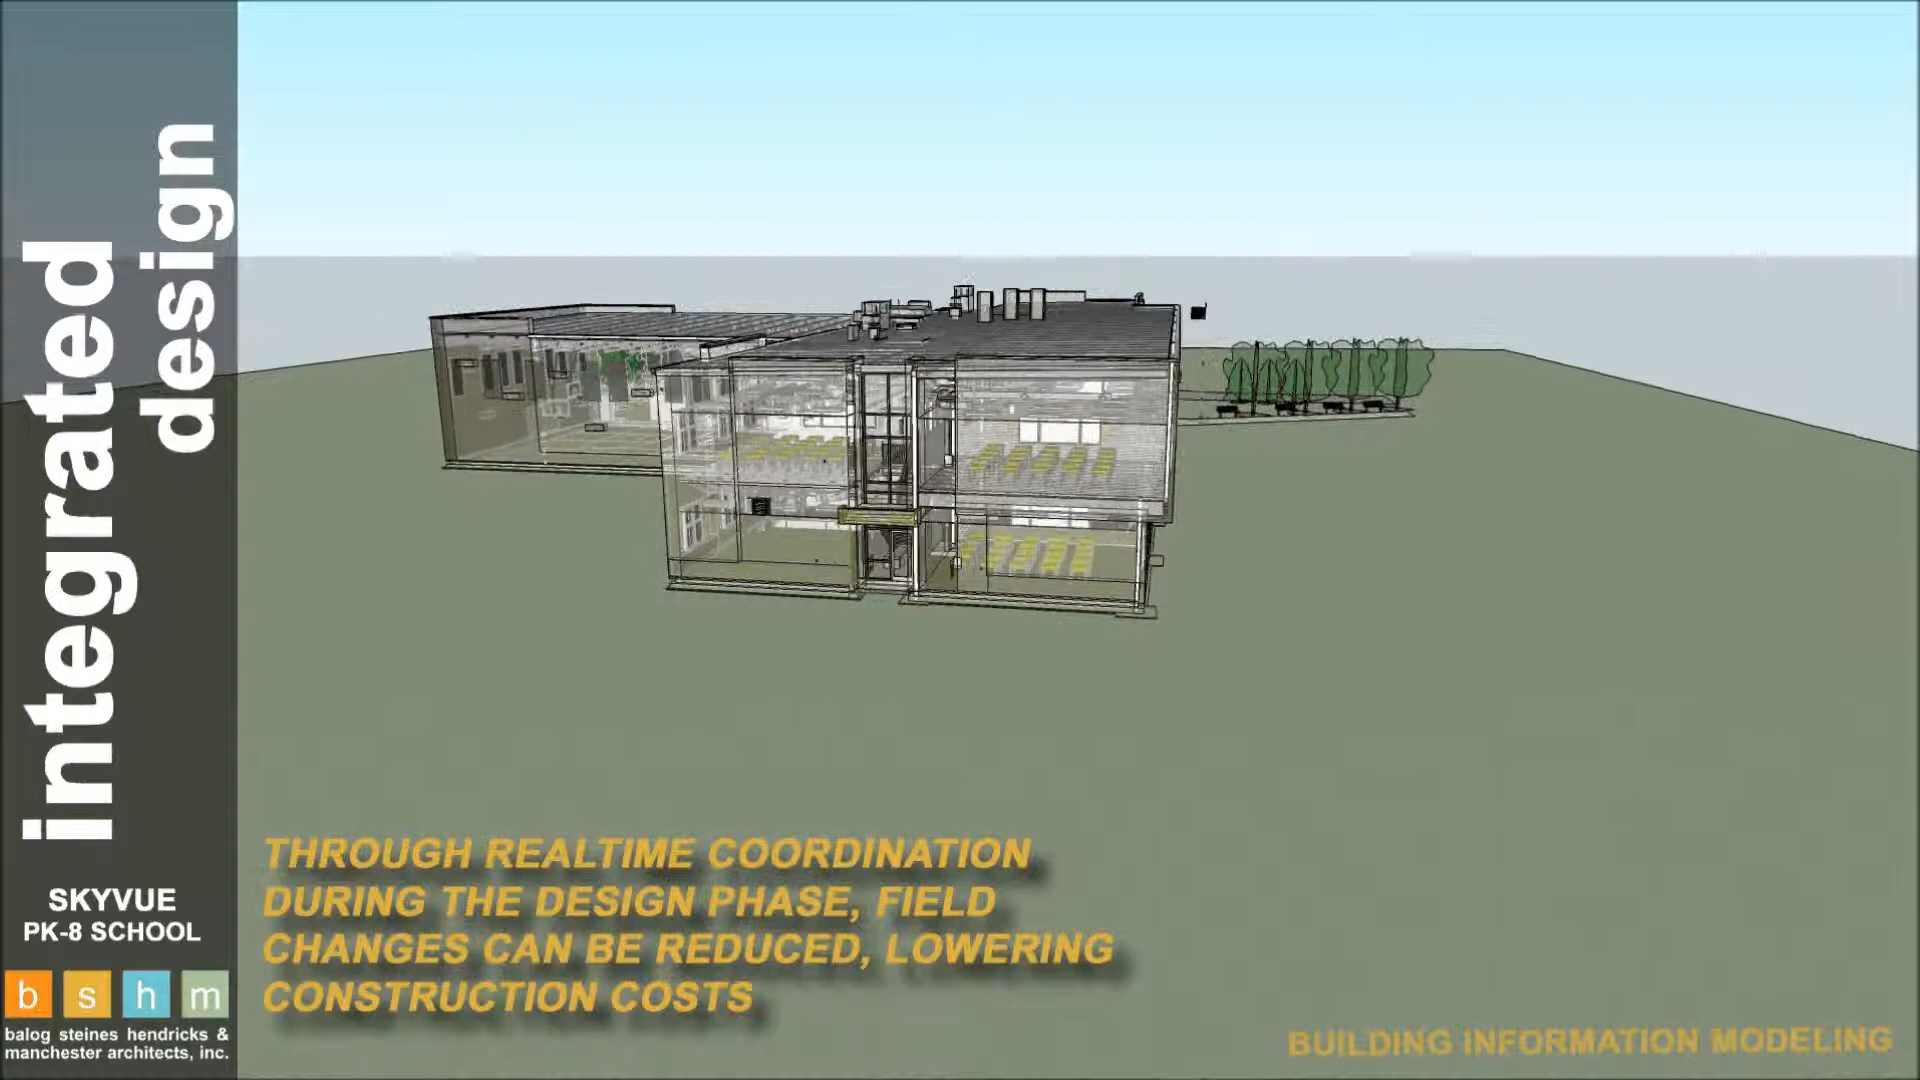 integrated
design
SKYVUE
PK-8 SCHOOL
b s h m
balog steines hendricks &
manchester architects, inc.
THROUGH REALTIME COORDINATION
DURING THE DESIGN PHASE, FIELD
CHANGES CAN BE REDUCED, LOWERING
CONSTRUCTION COSTS
BUILDING INFORMATION MODELING